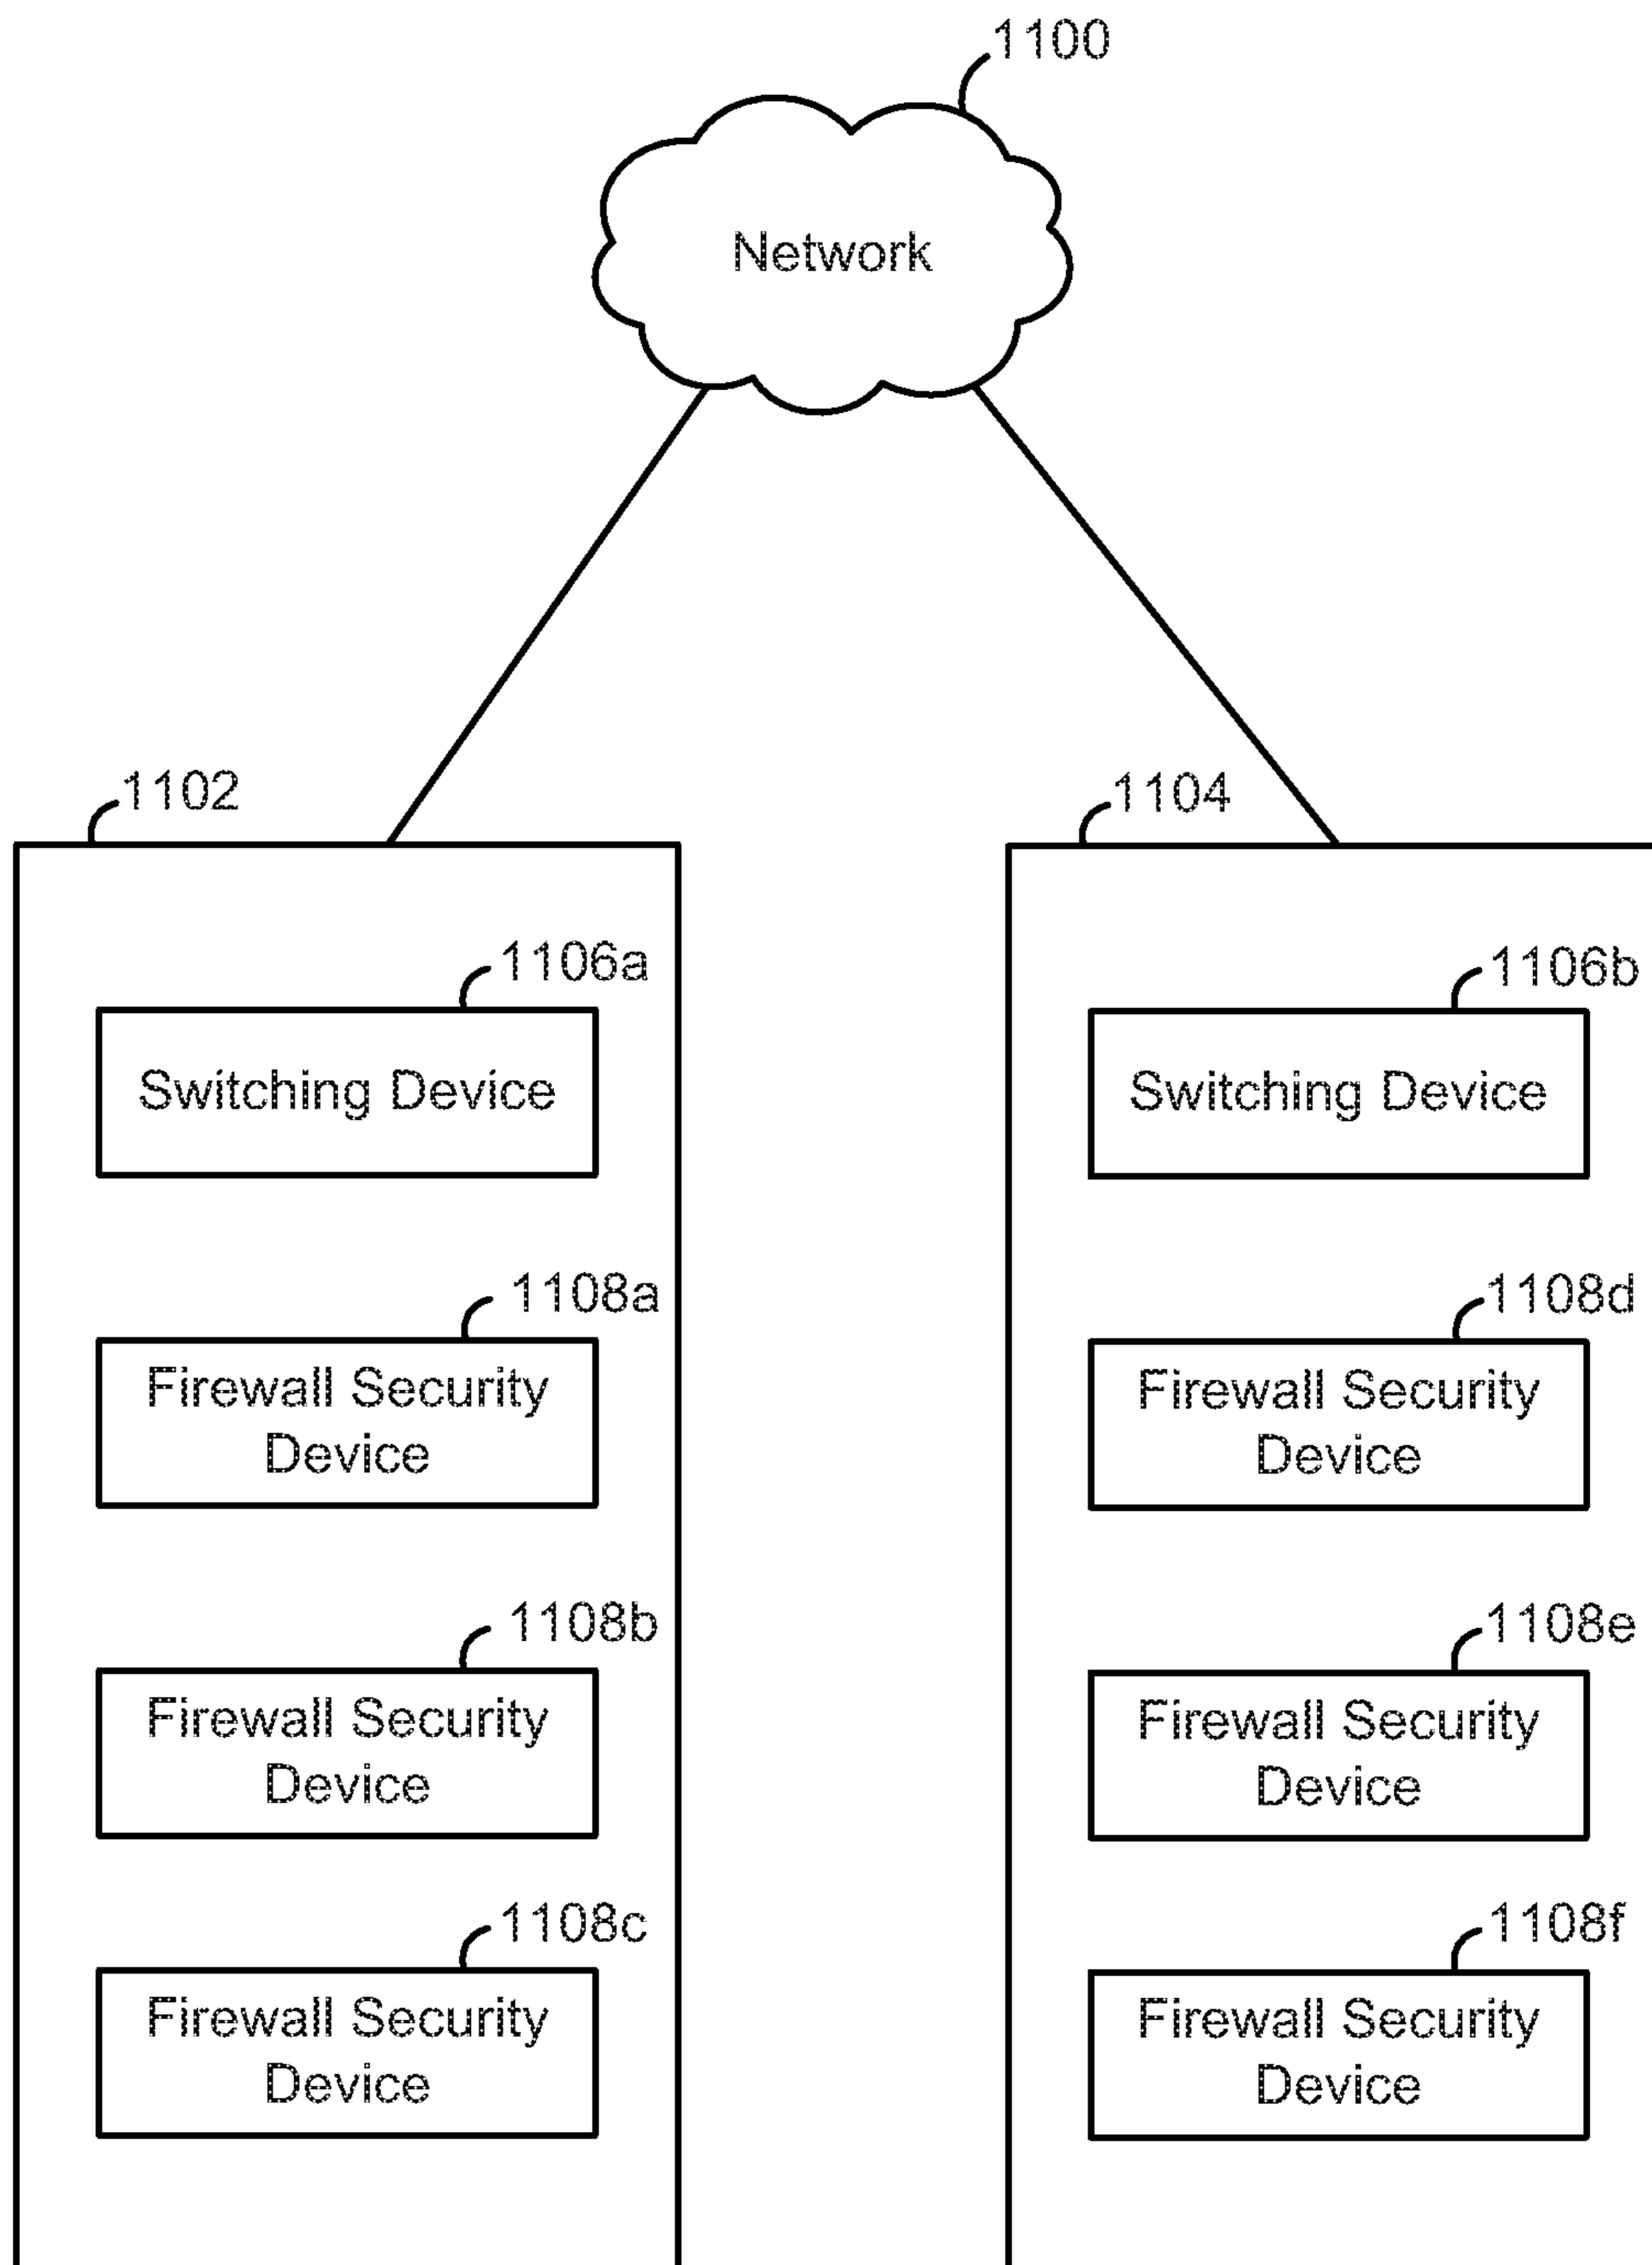 1100
Network
1102
1104
1106a
Switching Device
1106b
Switching Device
1108a
Firewall Security
Device
1108d
Firewall Security
Device
1108b
Firewall Security
Device
1108e
Firewall Security
Device
1108c
Firewall Security
Device
1108f
Firewall Security
Device